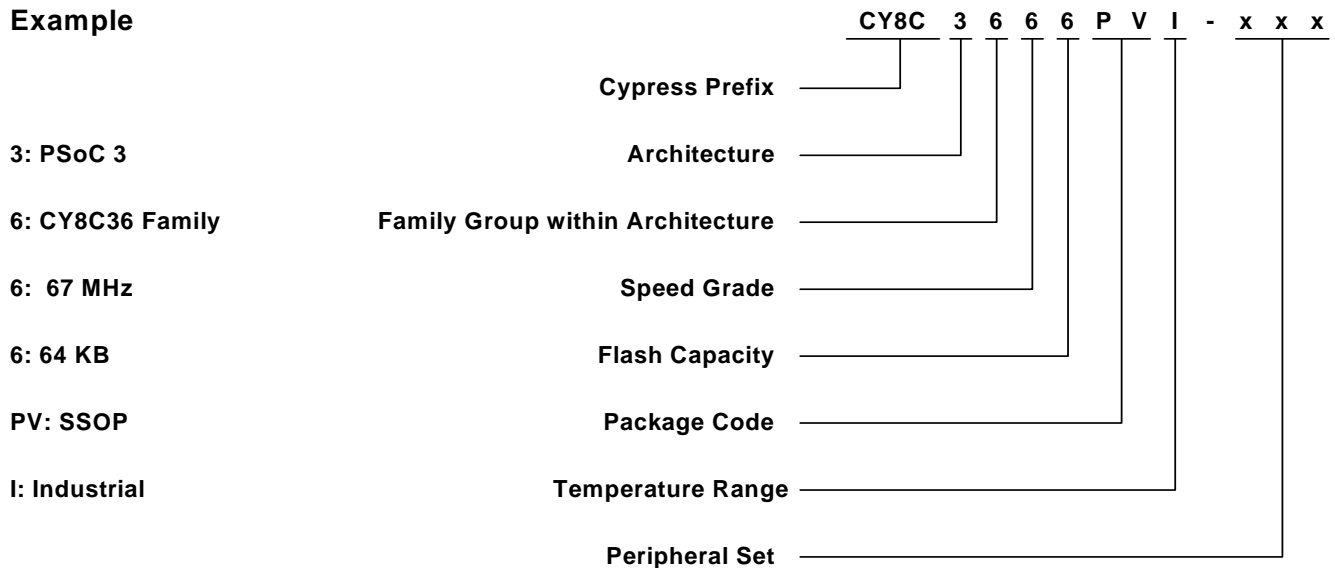 Example CY8C 3 6 6 6 P V I - x x x
Cypress Prefix
3: PSoC 3 Architecture
6: CY8C36 Family Family Group within Architecture
6: 67 MHz Speed Grade
6: 64 KB Flash Capacity
PV: SSOP Package Code
I: Industrial Temperature Range
Peripheral Set